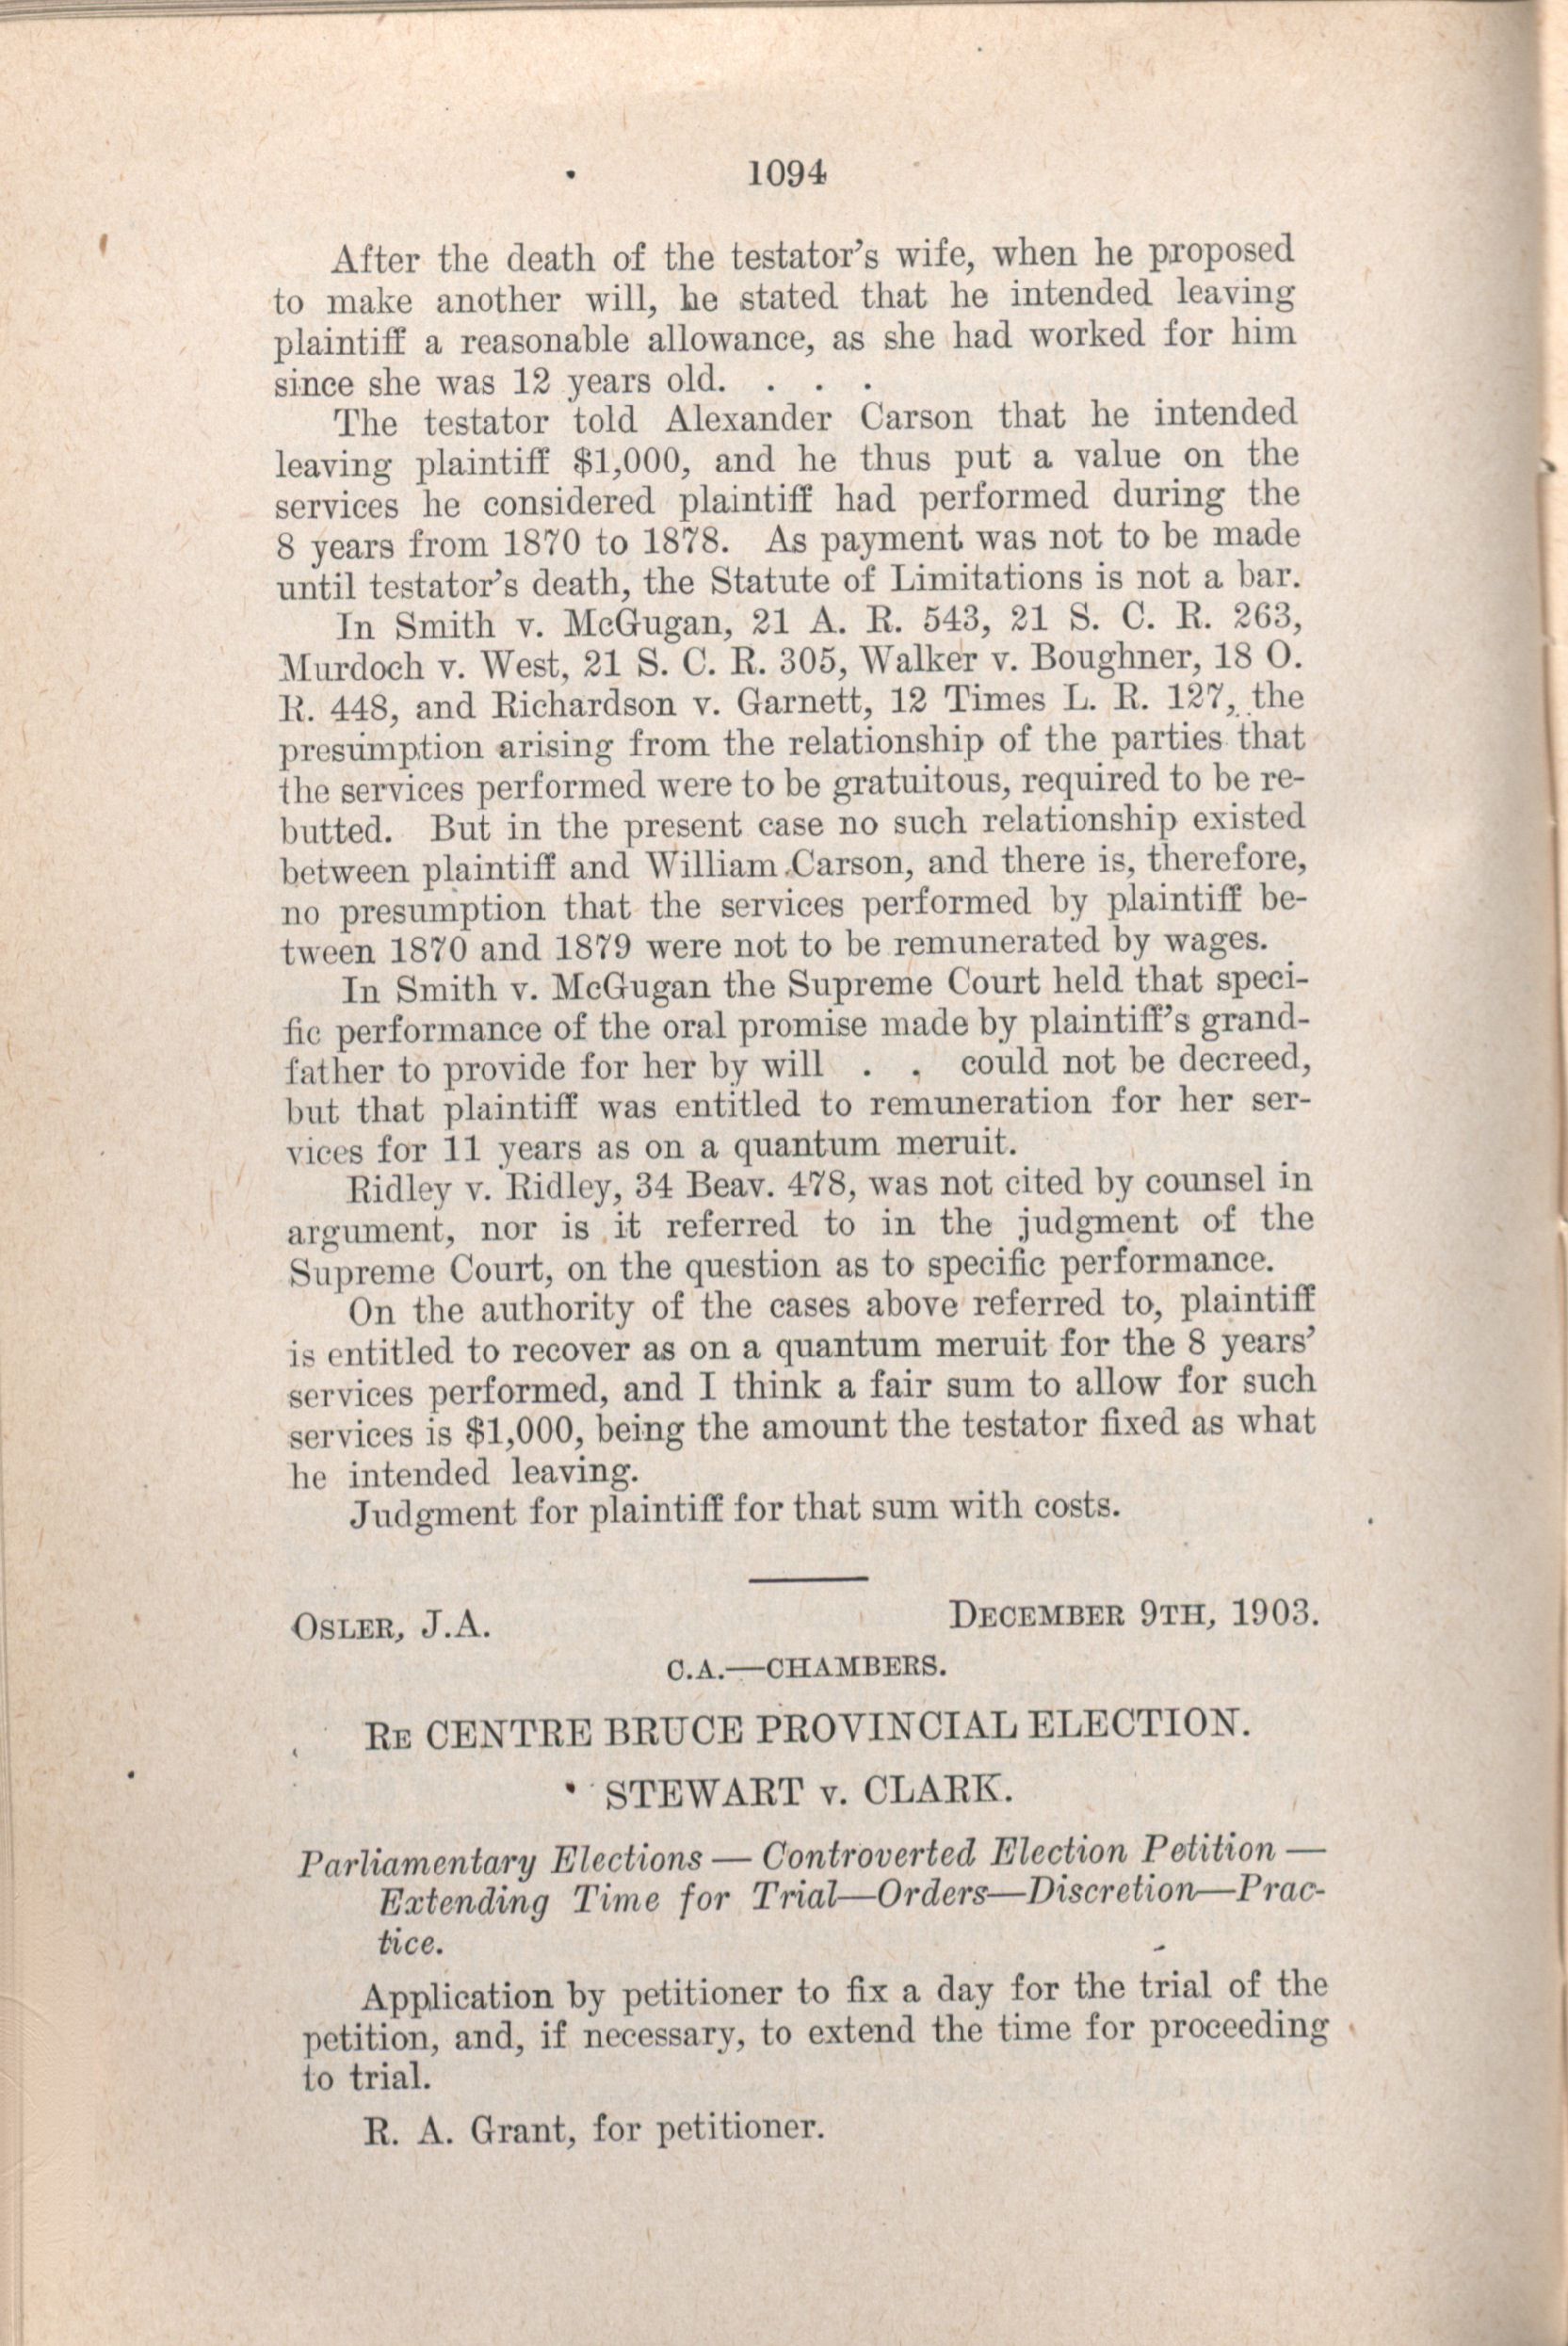 1094
After the death of the testator's wife, when he proposed
to make another will, he stated that he intended leaving
plaintiff a reasonable allowance, as she had worked for him
since she was 12 years old. . . .
The testator told Alexander Carson that he intended
leaving plaintiff $1,000, and he thus put a value on the
services he considered plaintiff had performed during the
8 years from 1870 to 1878. As payment was not to be made
until testator's death, the Statute of Limitations is not a bar.
In Smith v. McGugan, 21 A. R. 543, 21 S. C. R. 263,
Murdoch v. West, 21 S. C. R. 305, Walker v. Boughner, 18 O.
R. 448, and Richardson v. Garnett, 12 Times L. R. 127, the
presumption arising from the relationship of the parties that
the services performed were to be gratuitous, required to be re-
butted. But in the present case no such relationship existed
between plaintiff and William Carson, and there is, therefore,
no presumption that the services performed by plaintiff be-
tween 1870 and 1879 were not to be remunerated by wages.
In Smith v. McGugan the Supreme Court held that speci-
fic performance of the oral promise made by plaintiff's grand-
father to provide for her by will . . could not be decreed,
but that plaintiff was entitled to remuneration for her ser-
vices for 11 years as on a quantum meruit.
Ridley v. Ridley, 34 Beav. 478, was not cited by counsel in
argument, nor is it referred to in the judgment of the
Supreme Court, on the question as to specific performance.
On the authority of the cases above referred to, plaintiff
is entitled to recover as on a quantum meruit for the 8 years'
services performed, and I think a fair sum to allow for such
services is $1,000, being the amount the testator fixed as what
he intended leaving.
Judgment for plaintiff for that sum with costs.
OSLER, J.A. DECEMBER 9TH, 1903.
C.A.—CHAMBERS.
RE CENTRE BRUCE PROVINCIAL ELECTION.
STEWART v. CLARK.
Parliamentary Elections — Controverted Election Petition —
Extending Time for Trial—Orders—Discretion—Prac-
tice.
Application by petitioner to fix a day for the trial of the
petition, and, if necessary, to extend the time for proceeding
to trial.
R. A. Grant, for petitioner.